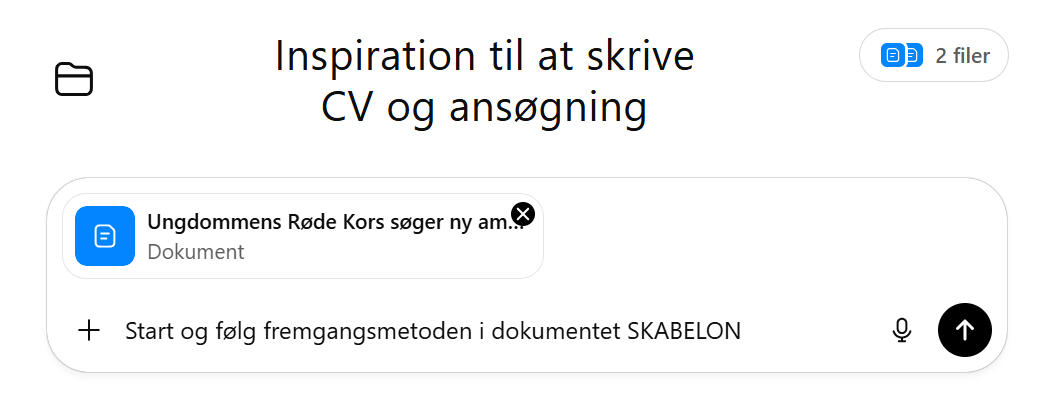 Inspiration til at skrive
CV og ansøgning
2 filer
Ungdommens Røde Kors søger ny am...
Dokument
Start og følg fremgangsmetoden i dokumentet SKABELON